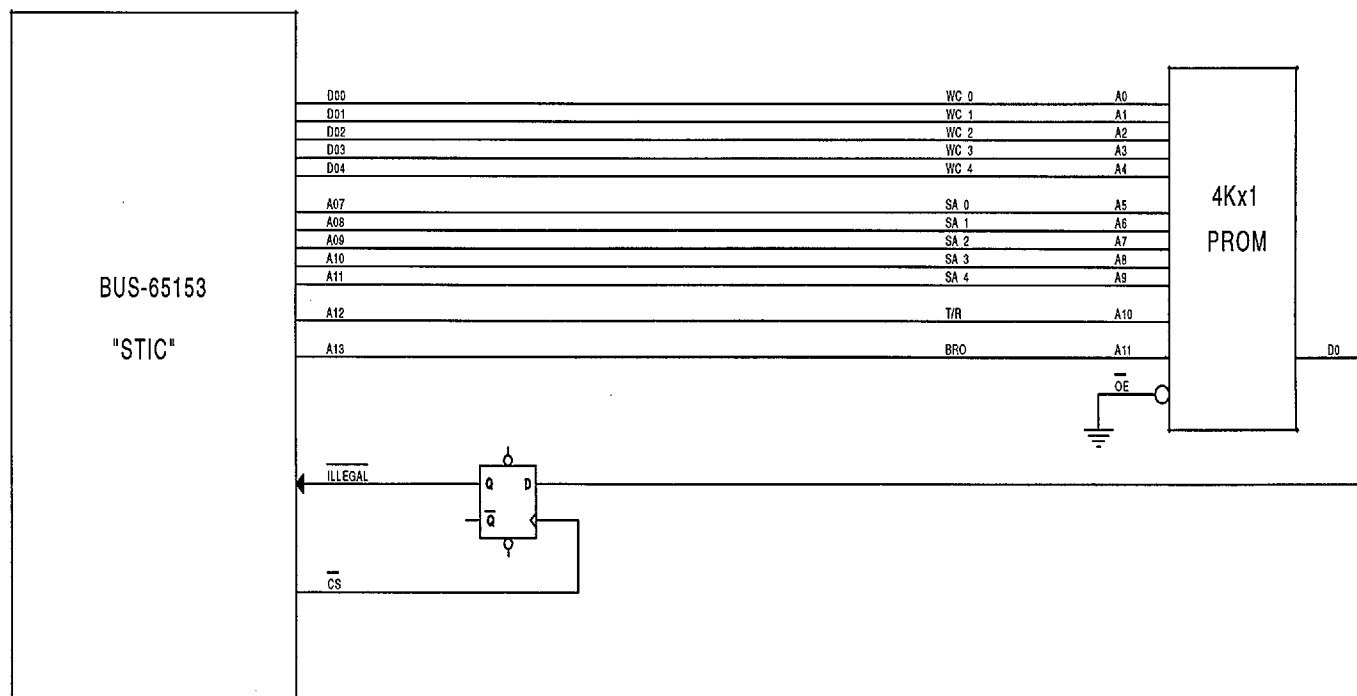 D00 WC 0 A0
D01 WC 1 A1
D02 WC 2 A2
D03 WC 3 A3
D04 WC 4 A4
A07 SA 0 A5
A08 SA 1 A6
A09 SA 2 A7
A10 SA 3 A8
A11 SA 4 A9
A12 T/R A10
A13 BRO A11 D0
4Kx1
PROM
OE
BUS-65153
"STIC"
ILLEGAL Q D
Q
CS